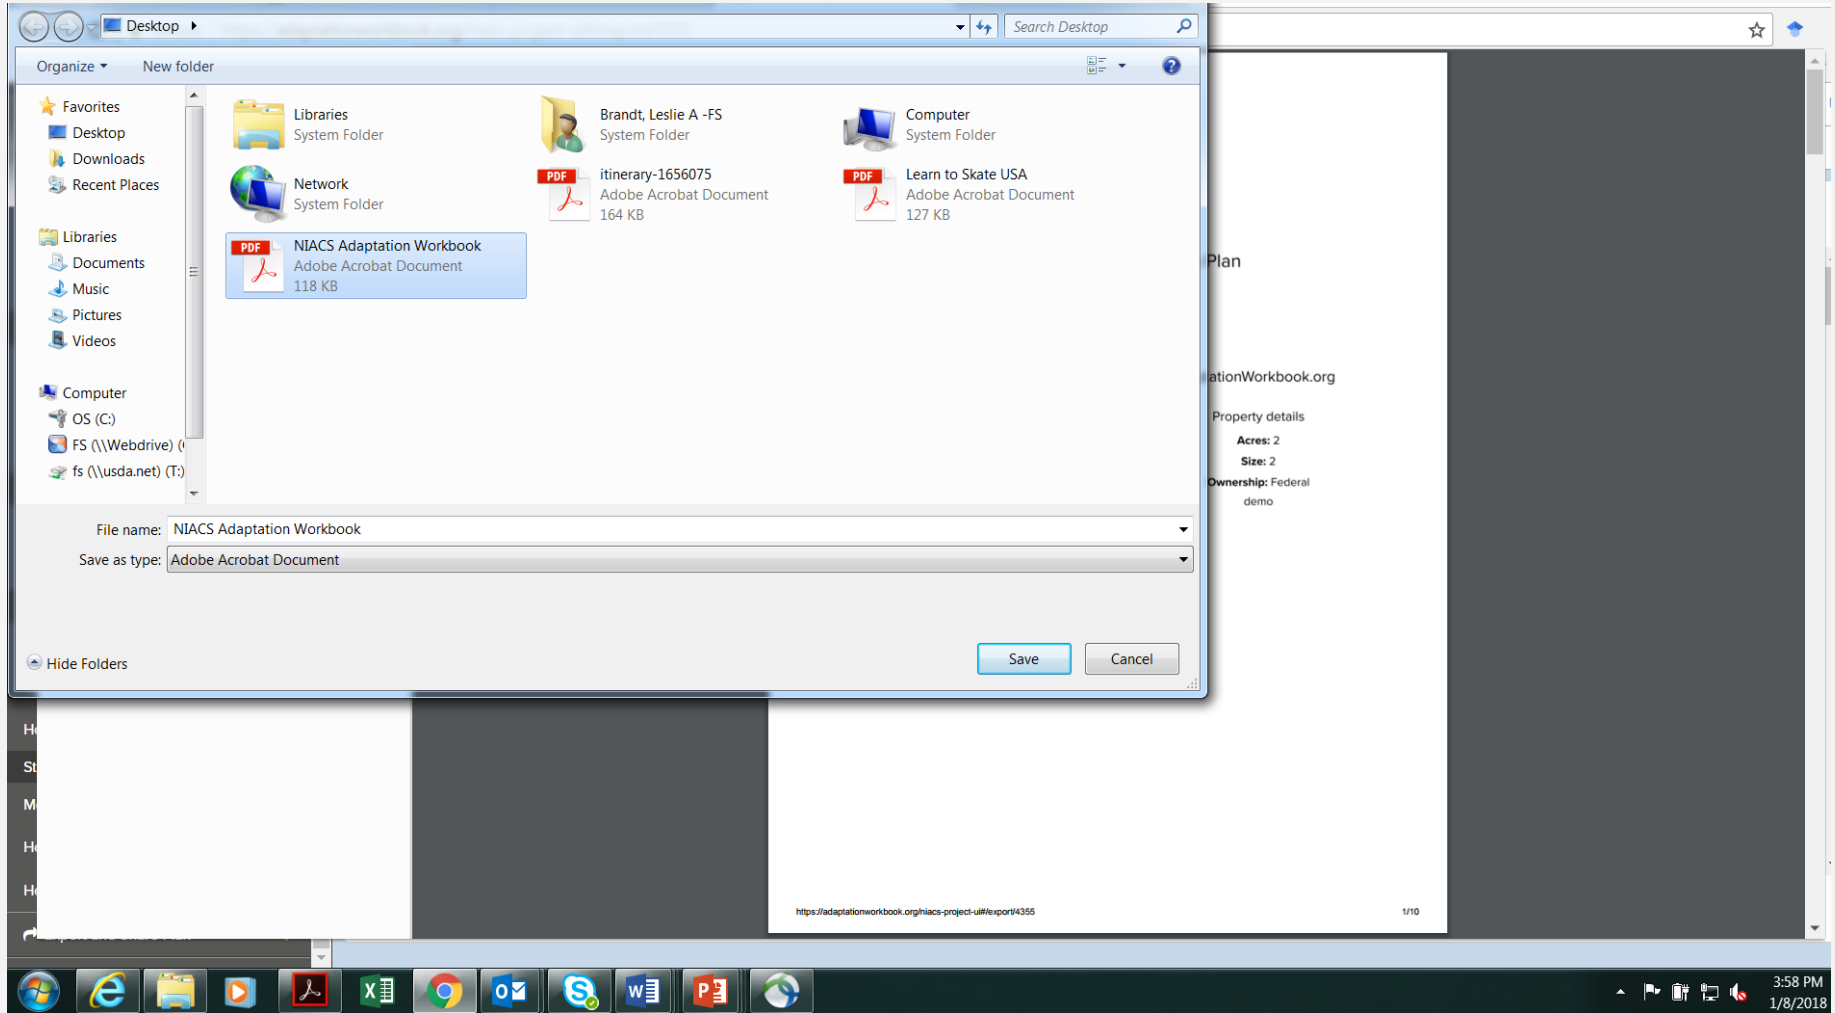 Desktop
Search Desktop
Organize
New folder
Favorites
Desktop
Downloads
Recent Places
Libraries
Documents
Music
Pictures
Videos
Computer
OS (C:)
FS (\\Webdrive) (
fs (\\usda.net) (T:)
Libraries
System Folder
Brandt, Leslie A -FS
System Folder
Computer
System Folder
Network
System Folder
PDF
itinerary-1656075
Adobe Acrobat Document
164 KB
PDF
Learn to Skate USA
Adobe Acrobat Document
127 KB
PDF
NIACS Adaptation Workbook
Adobe Acrobat Document
118 KB
File name: NIACS Adaptation Workbook
Save as type: Adobe Acrobat Document
Hide Folders
Save
Cancel
Plan
ationWorkbook.org
Property details
Acres: 2
Size: 2
Ownership: Federal
demo
https://adaptationworkbook.org/niacs-project-ui#/export/4355
1/10
3:58 PM
1/8/2018